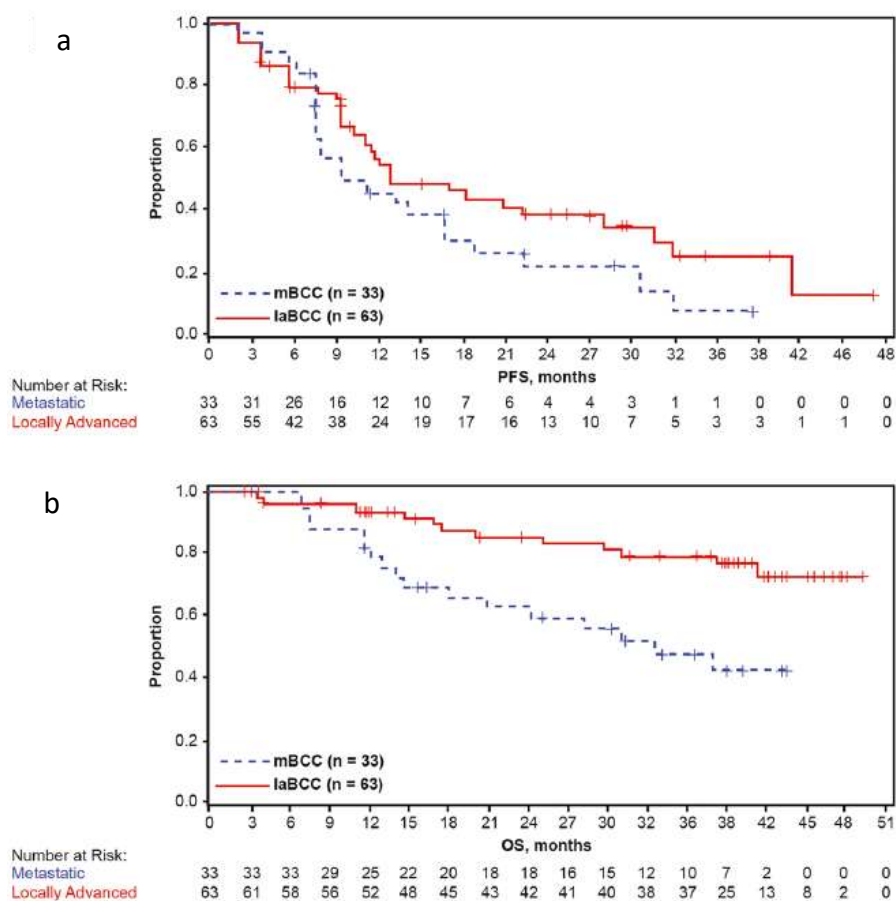 a
1.0
0.8
0.6
0.4
0.2
0.0
Proportion
mBCC (n = 33)
laBCC (n = 63)
0 3 6 9 12 15 18 21 24 27 30 32 38 42 48
PFS, months
Number at Risk:
Metastatic 33 31 26 16 12 10 7 6 4 4 3 1 1 0 0 0 0
Locally Advanced 63 55 42 38 24 19 17 16 13 10 7 5 3 3 1 1 0
b
1.0
0.8
0.6
0.4
0.2
0.0
Proportion
mBCC (n = 33)
laBCC (n = 63)
0 3 6 9 12 15 18 21 24 27 30 32 36 39 42 48 51
OS, months
Number at Risk:
Metastatic 33 33 33 29 25 22 20 18 18 16 15 12 10 7 2 0 0 0
Locally Advanced 63 61 58 56 52 48 45 43 42 41 40 38 37 25 13 8 2 0